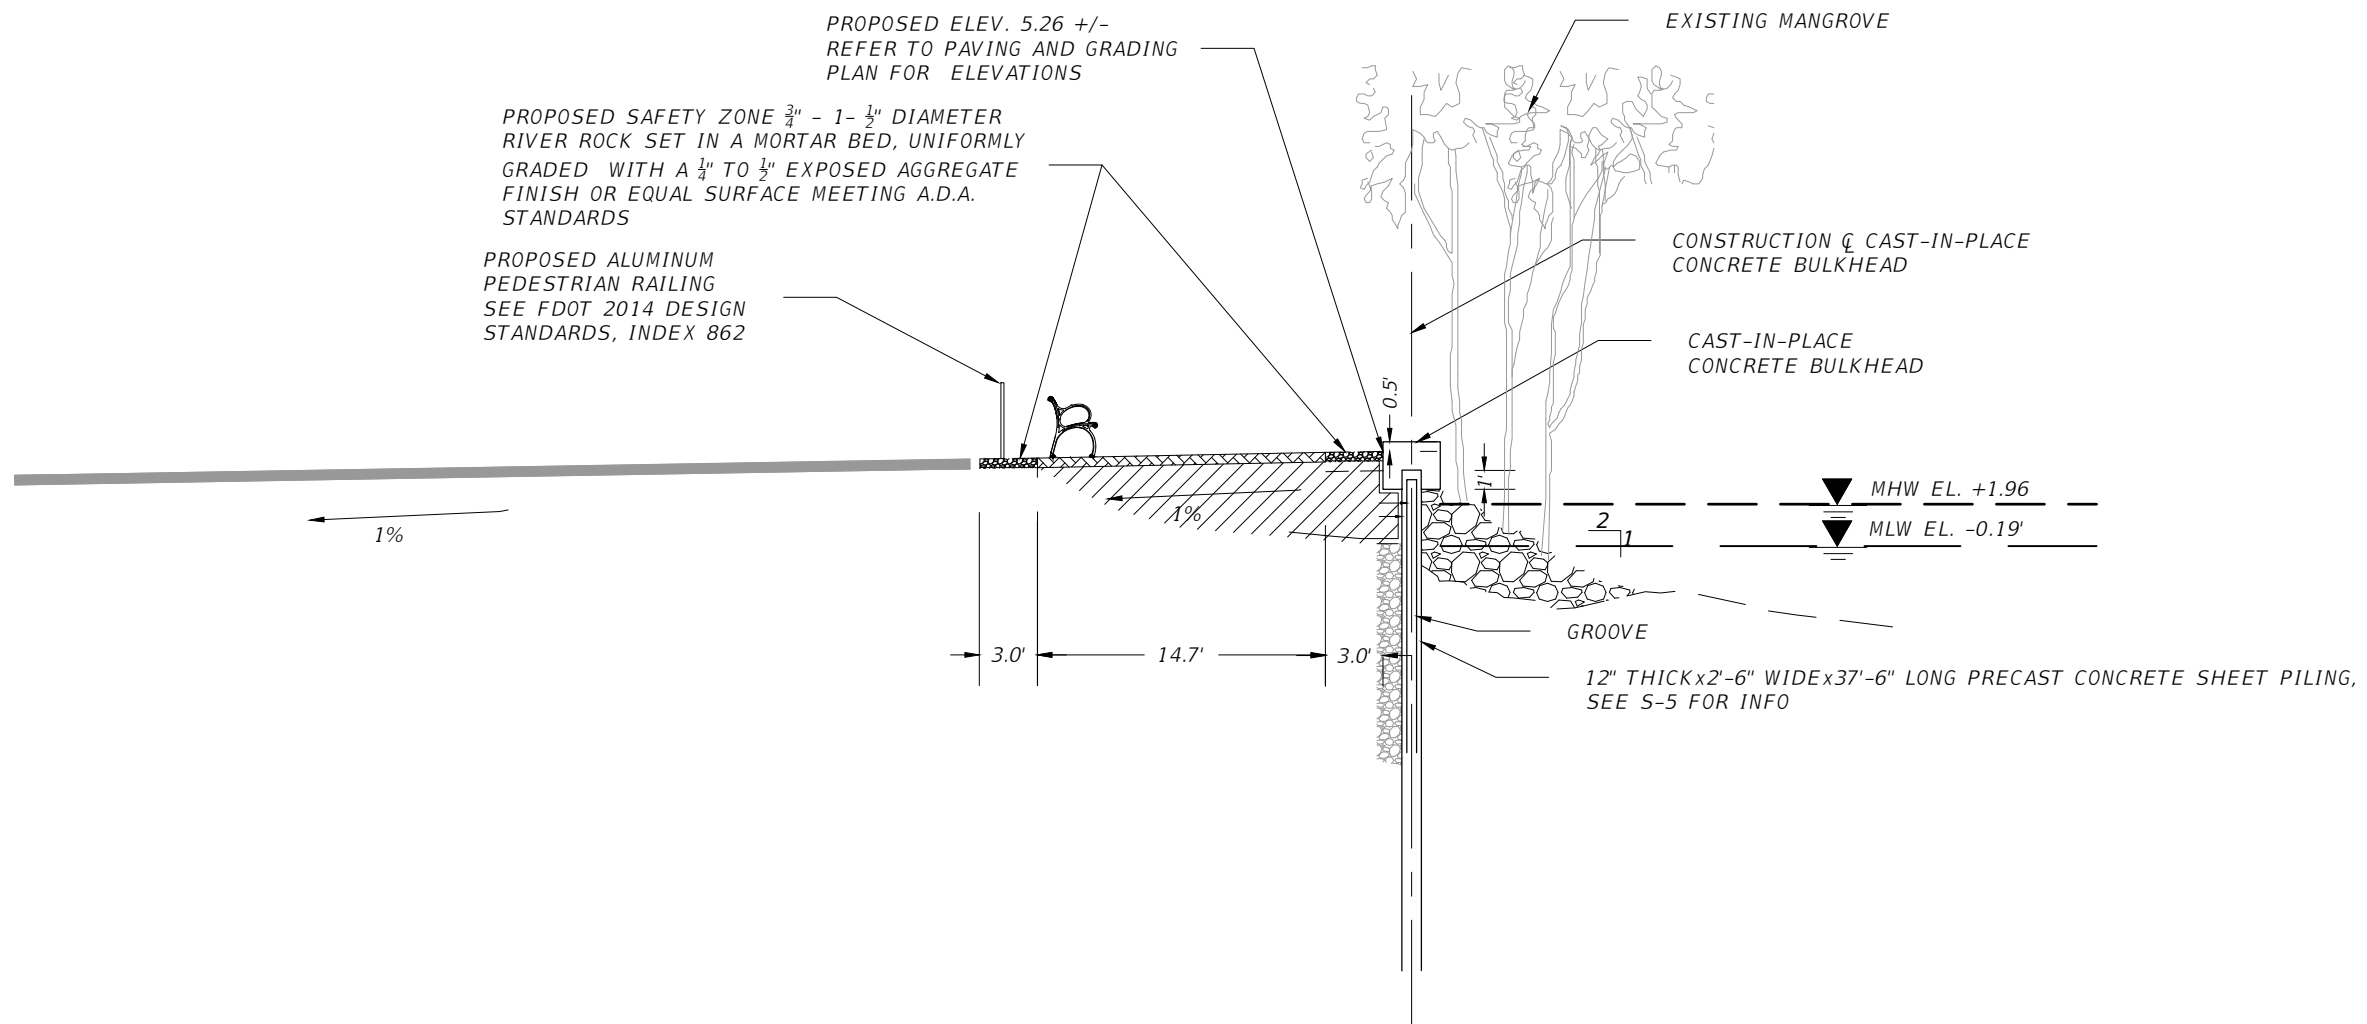 PROPOSED ELEV. 5.26 +/-
REFER TO PAVING AND GRADING
PLAN FOR ELEVATIONS
EXISTING MANGROVE
PROPOSED SAFETY ZONE 3/4" - 1- 1/2" DIAMETER
RIVER ROCK SET IN A MORTAR BED, UNIFORMLY
GRADED WITH A 1/4" TO 1/2" EXPOSED AGGREGATE
FINISH OR EQUAL SURFACE MEETING A.D.A.
STANDARDS
PROPOSED ALUMINUM
PEDESTRIAN RAILING
SEE FDOT 2014 DESIGN
STANDARDS, INDEX 862
CONSTRUCTION ℄ CAST-IN-PLACE
CONCRETE BULKHEAD
CAST-IN-PLACE
CONCRETE BULKHEAD
0.5'
1'
MHW EL. +1.96
MLW EL. -0.19'
2
1
1%
1%
3.0'
14.7'
3.0'
GROOVE
12" THICKx2'-6" WIDEx37'-6" LONG PRECAST CONCRETE SHEET PILING,
SEE S-5 FOR INFO